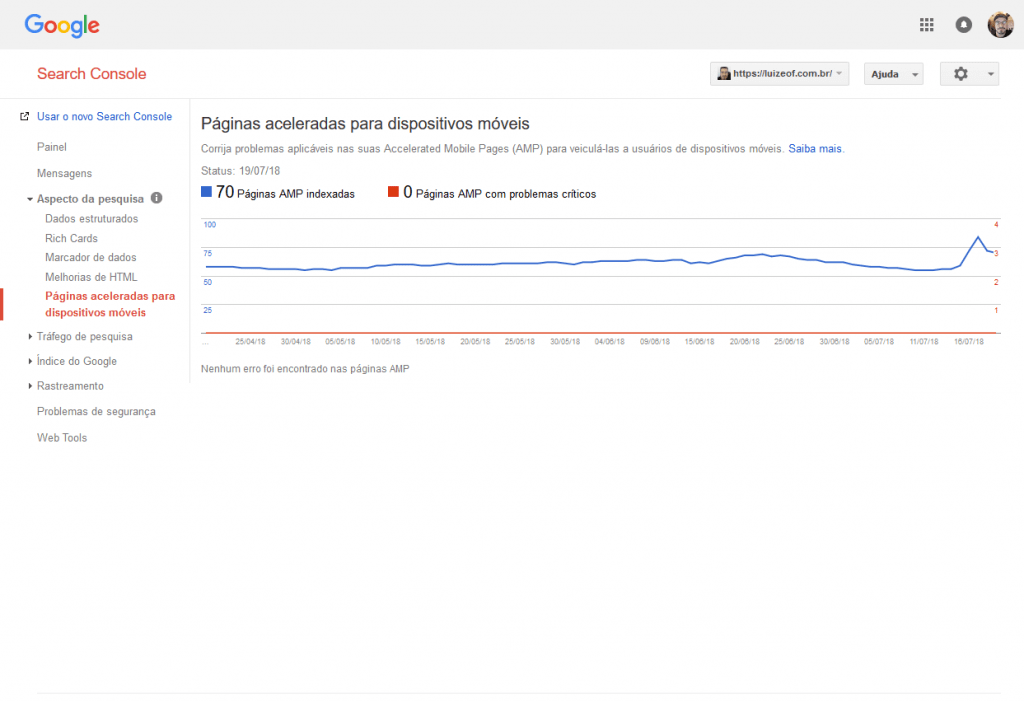 Google
Search Console
https://luizeof.com.br/
Ajuda
Usar o novo Search Console
Painel
Mensagens
Aspecto da pesquisa
Dados estruturados
Rich Cards
Marcador de dados
Melhorias de HTML
Páginas aceleradas para
dispositivos móveis
Tráfego de pesquisa
Índice do Google
Rastreamento
Problemas de segurança
Web Tools
Páginas aceleradas para dispositivos móveis
Corrija problemas aplicáveis nas suas Accelerated Mobile Pages (AMP) para veiculá-las a usuários de dispositivos móveis. Saiba mais.
Status: 19/07/18
70 Páginas AMP indexadas 0 Páginas AMP com problemas críticos
100 4
75 3
50 2
25 1
... 25/04/18 30/04/18 05/05/18 10/05/18 15/05/18 20/05/18 25/05/18 30/05/18 04/06/18 09/06/18 15/06/18 20/06/18 25/06/18 30/06/18 05/07/18 11/07/18 16/07/18
Nenhum erro foi encontrado nas páginas AMP